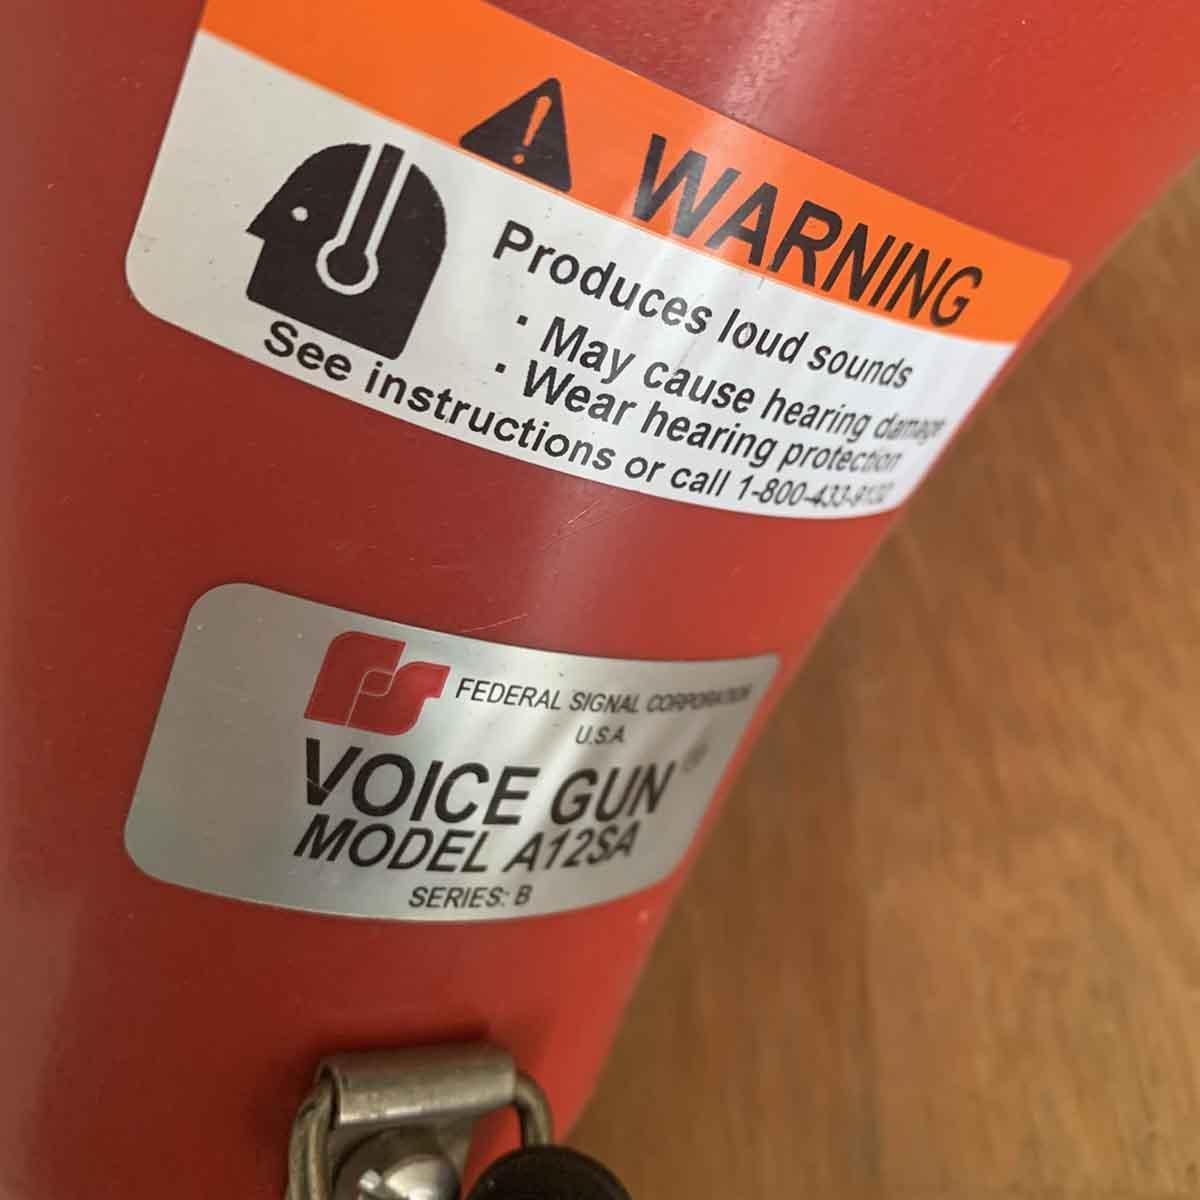 WARNING
Produces loud sounds
· May cause hearing damage
· Wear hearing protection
See instructions or call 1-800-433-9132
FEDERAL SIGNAL CORPORATION
U.S.A.
VOICE GUN®
MODEL A12SA
SERIES: B